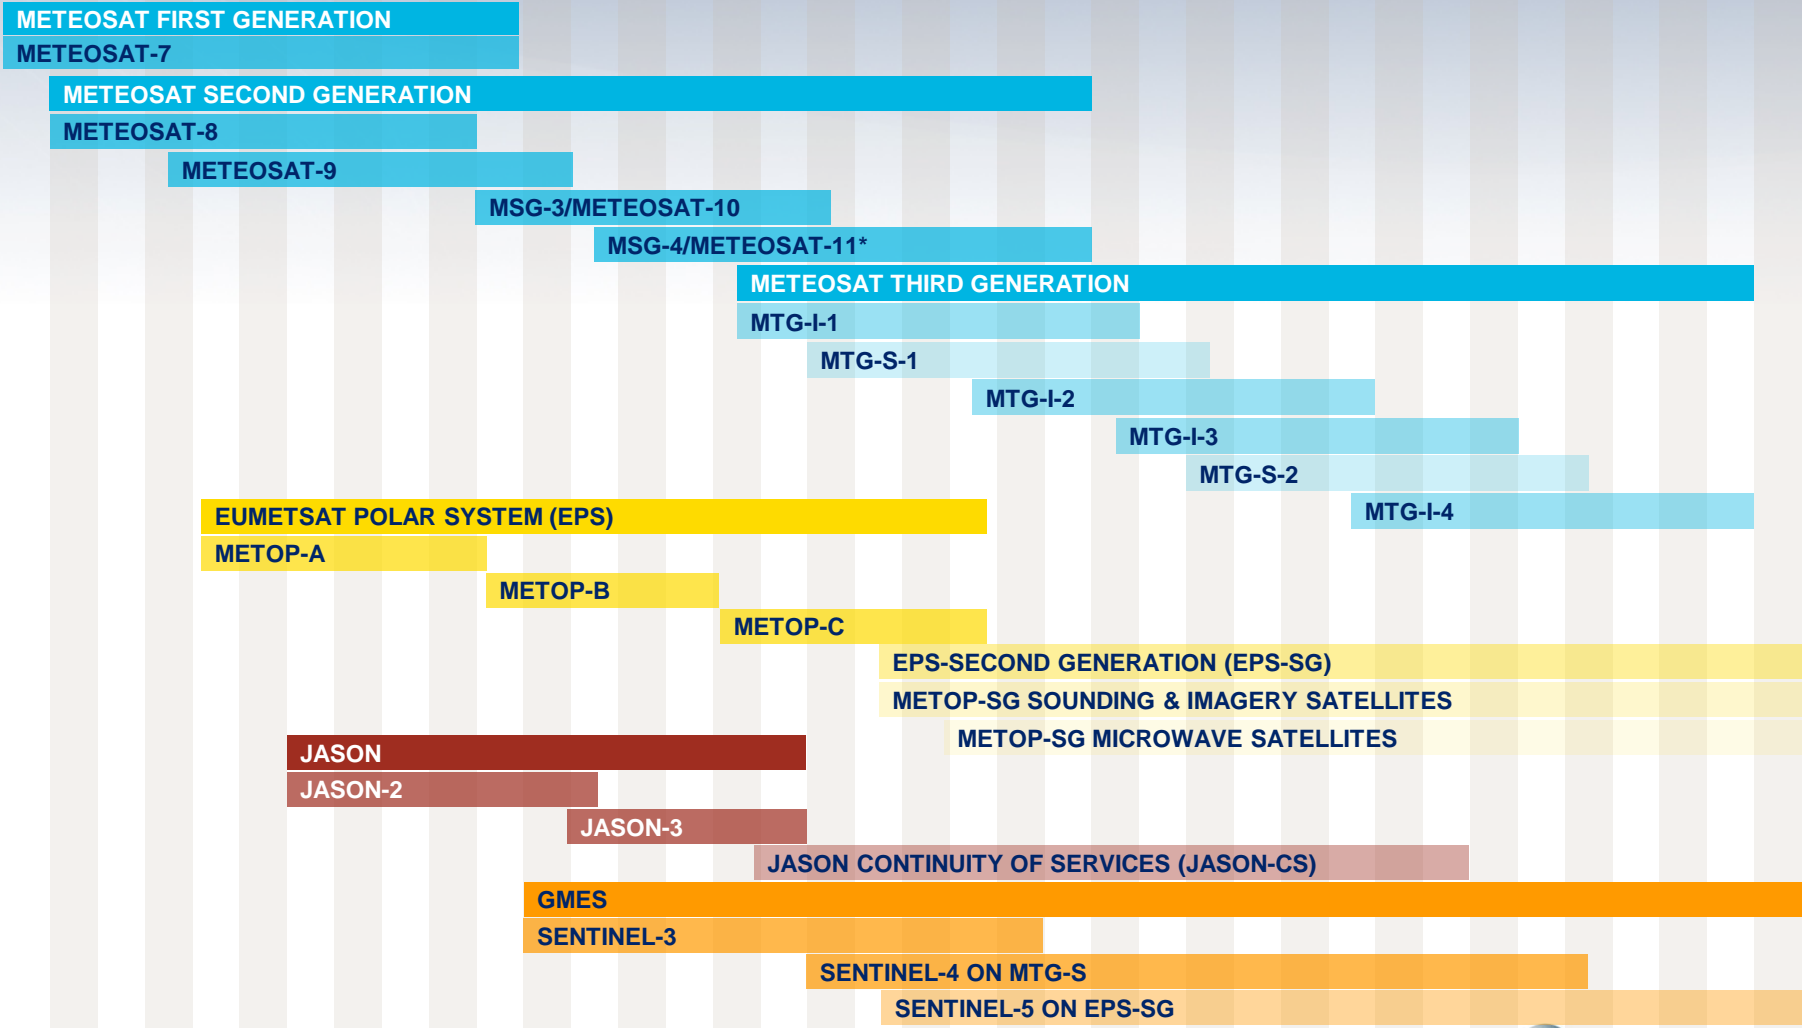 METEOSAT FIRST GENERATION
METEOSAT-7
METEOSAT SECOND GENERATION
METEOSAT-8
METEOSAT-9
MSG-3/METEOSAT-10
MSG-4/METEOSAT-11*
METEOSAT THIRD GENERATION
MTG-I-1
MTG-S-1
MTG-I-2
MTG-I-3
MTG-S-2
MTG-I-4
EUMETSAT POLAR SYSTEM (EPS)
METOP-A
METOP-B
METOP-C
EPS-SECOND GENERATION (EPS-SG)
METOP-SG SOUNDING & IMAGERY SATELLITES
METOP-SG MICROWAVE SATELLITES
JASON
JASON-2
JASON-3
JASON CONTINUITY OF SERVICES (JASON-CS)
GMES
SENTINEL-3
SENTINEL-4 ON MTG-S
SENTINEL-5 ON EPS-SG